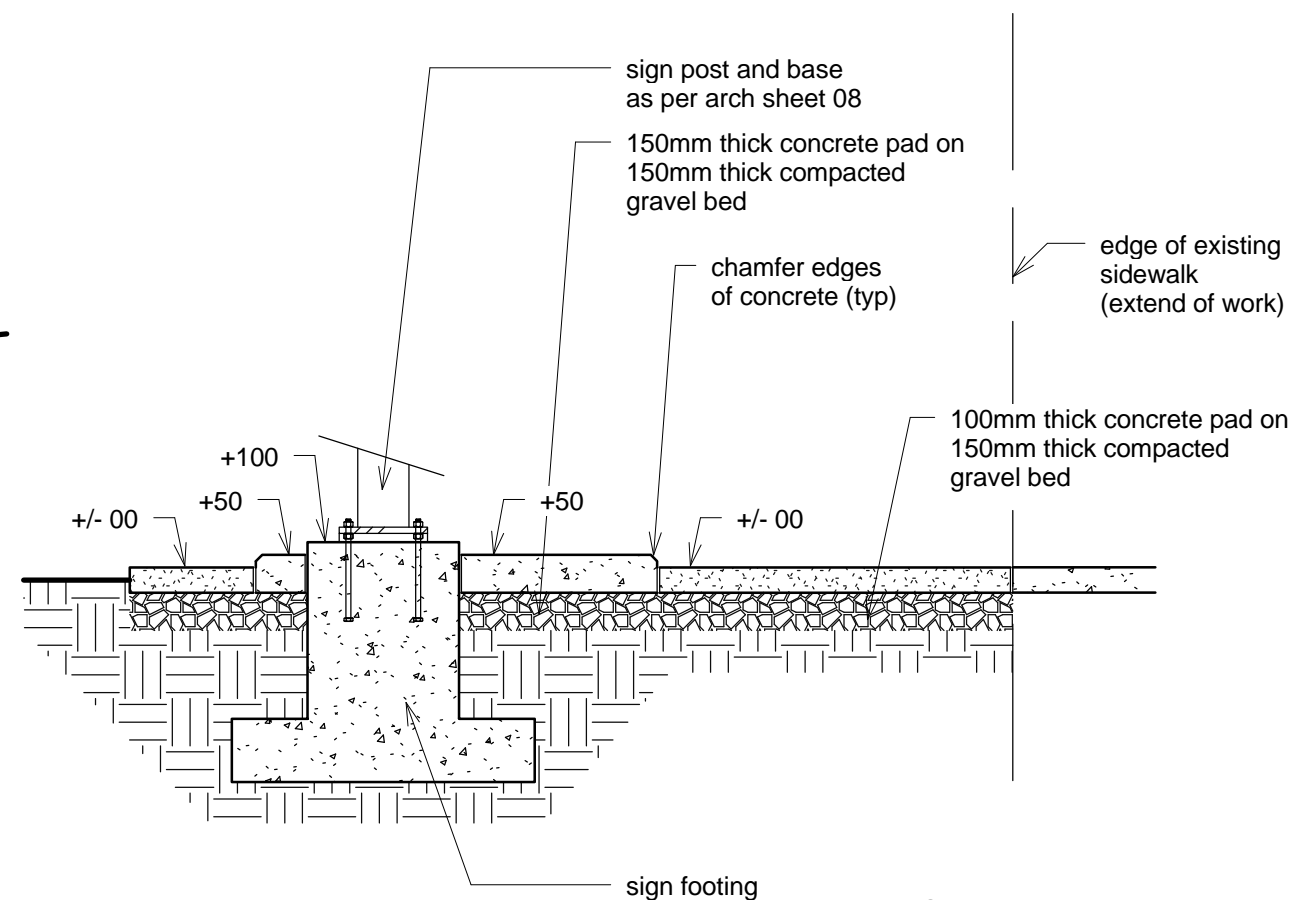 sign post and base
as per arch sheet 08
150mm thick concrete pad on
150mm thick compacted
gravel bed
chamfer edges
of concrete (typ)
edge of existing
sidewalk
(extend of work)
100mm thick concrete pad on
150mm thick compacted
gravel bed
+100
+50
+/- 00
+50
+/- 00
sign footing